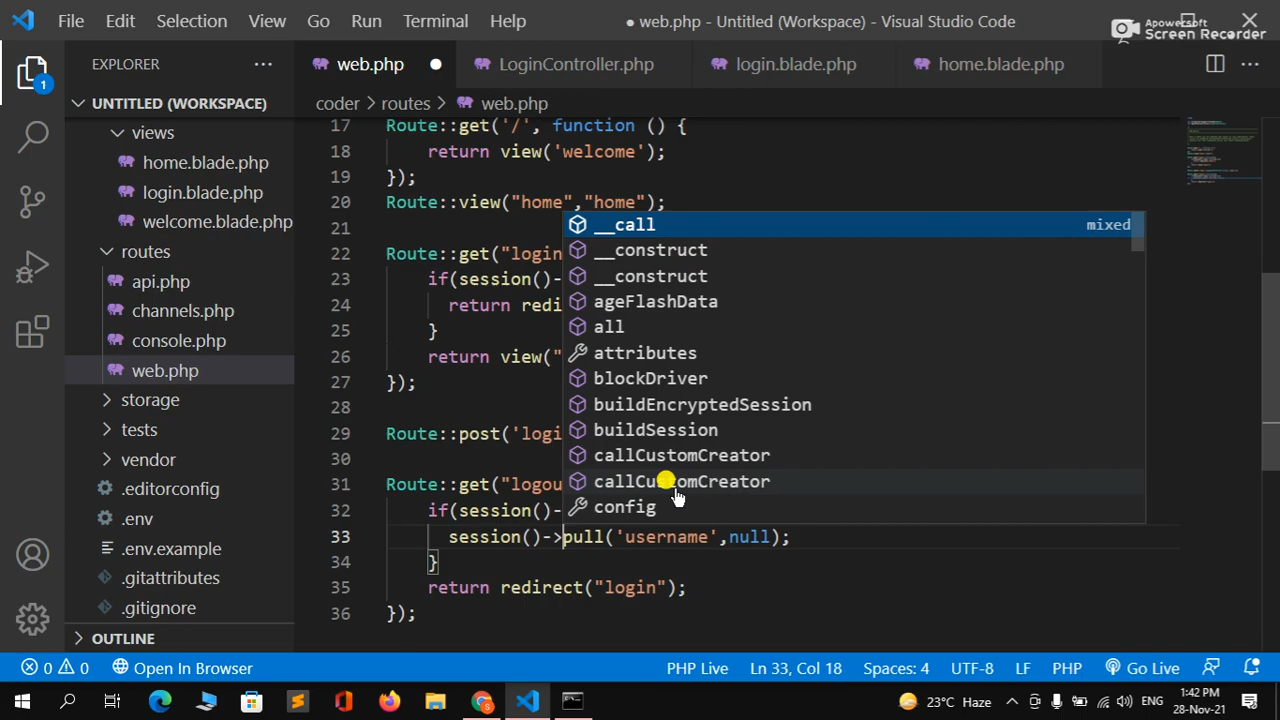 File Edit Selection View Go Run Terminal Help
● web.php - Untitled (Workspace) - Visual Studio Code
Apowersoft
Screen Recorder
1
EXPLORER
UNTITLED (WORKSPACE)
views
home.blade.php
login.blade.php
welcome.blade.php
routes
api.php
channels.php
console.php
web.php
storage
tests
vendor
.editorconfig
.env
.env.example
.gitattributes
.gitignore
OUTLINE
web.php ● LoginController.php login.blade.php home.blade.php
coder > routes > web.php
17 Route::get('/', function () {
18 return view('welcome');
19 });
20 Route::view("home","home");
21
22 Route::get("login
23 if(session()-
24 return redi
25 }
26 return view("
27 });
28
29 Route::post('logi
30
31 Route::get("logou
32 if(session()-
33 session()->pull('username',null);
34 }
35 return redirect("login");
36 });
__call mixed
__construct
__construct
ageFlashData
all
attributes
blockDriver
buildEncryptedSession
buildSession
callCustomCreator
callCustomCreator
config
0 0 Open In Browser PHP Live Ln 33, Col 18 Spaces: 4 UTF-8 LF PHP Go Live
23°C Haze ENG 1:42 PM
28-Nov-21